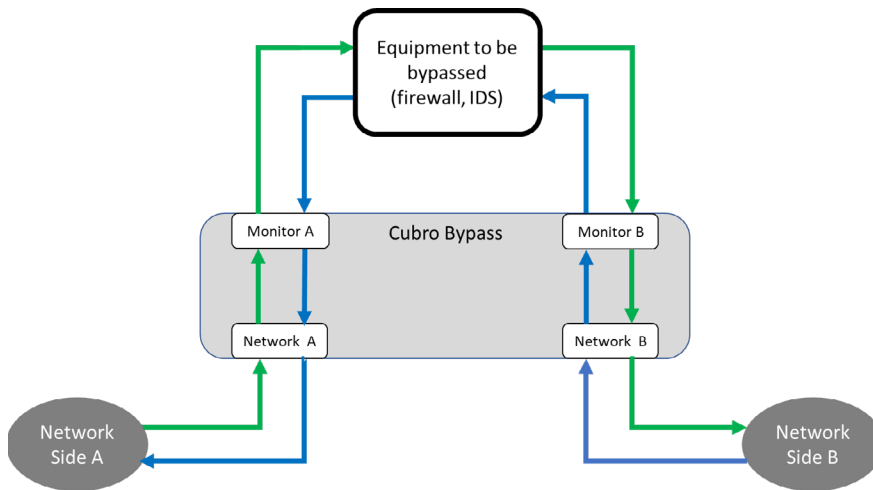 Equipment to be
bypassed
(firewall, IDS)
Monitor A
Cubro Bypass
Monitor B
Network A
Network B
Network
Side A
Network
Side B